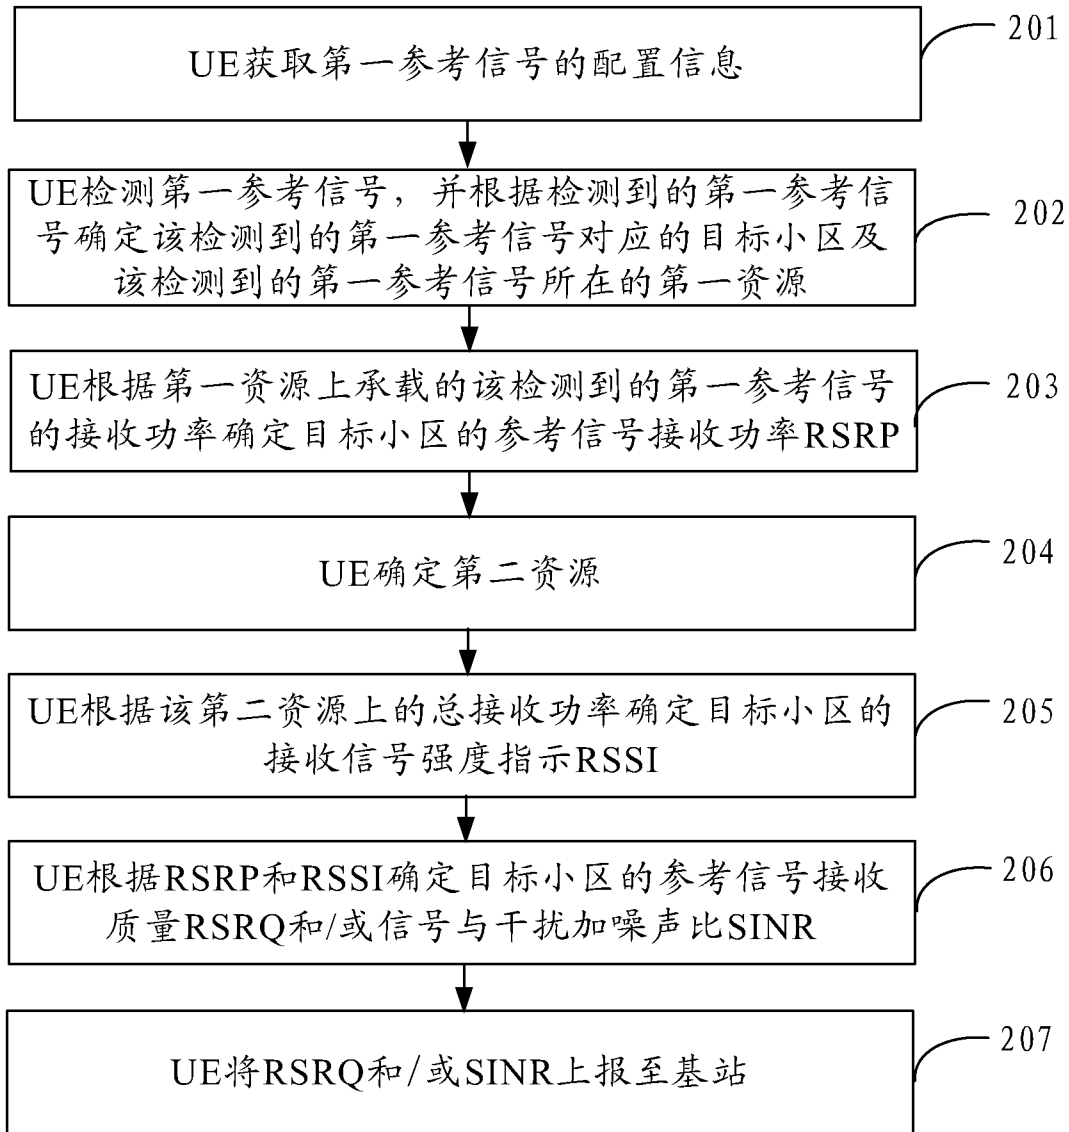 UE获取第一参考信号的配置信息
201
UE检测第一参考信号，并根据检测到的第一参考信
号确定该检测到的第一参考信号对应的目标小区及
该检测到的第一参考信号所在的第一资源
202
UE根据第一资源上承载的该检测到的第一参考信号
的接收功率确定目标小区的参考信号接收功率RSRP
203
UE确定第二资源
204
UE根据该第二资源上的总接收功率确定目标小区的
接收信号强度指示RSSI
205
UE根据RSRP和RSSI确定目标小区的参考信号接收
质量RSRQ和/或信号与干扰加噪声比SINR
206
UE将RSRQ和/或SINR上报至基站
207